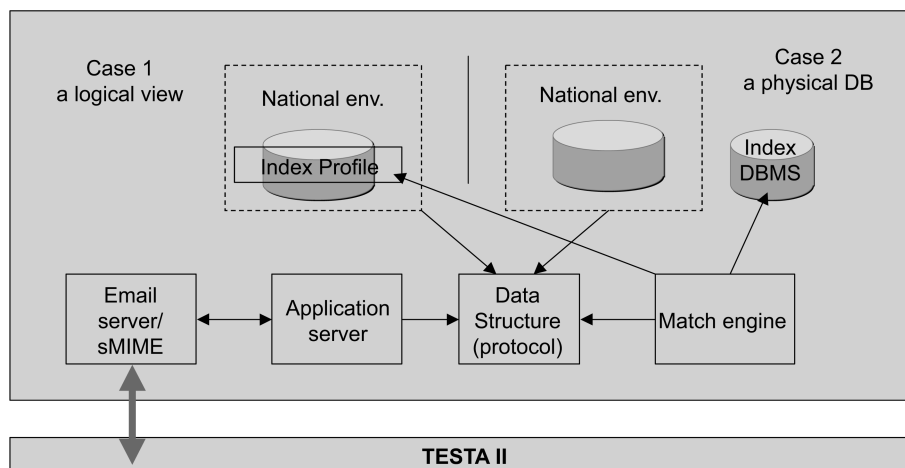 Case 1
a logical view
National env.
Index Profile
National env.
Case 2
a physical DB
Index
DBMS
Email
server/
sMIME
Application
server
Data
Structure
(protocol)
Match engine
TESTA II